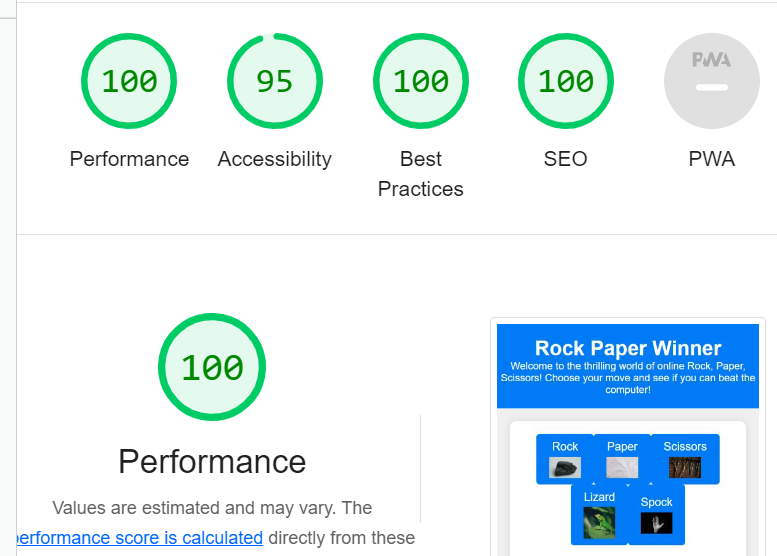 100
95
100
100
PWA
Performance
Accessibility
Best
Practices
SEO
PWA
100
Performance
Values are estimated and may vary. The
performance score is calculated directly from these
Rock Paper Winner
Welcome to the thrilling world of online Rock, Paper,
Scissors! Choose your move and see if you can beat the
computer!
Rock
Paper
Scissors
Lizard
Spock